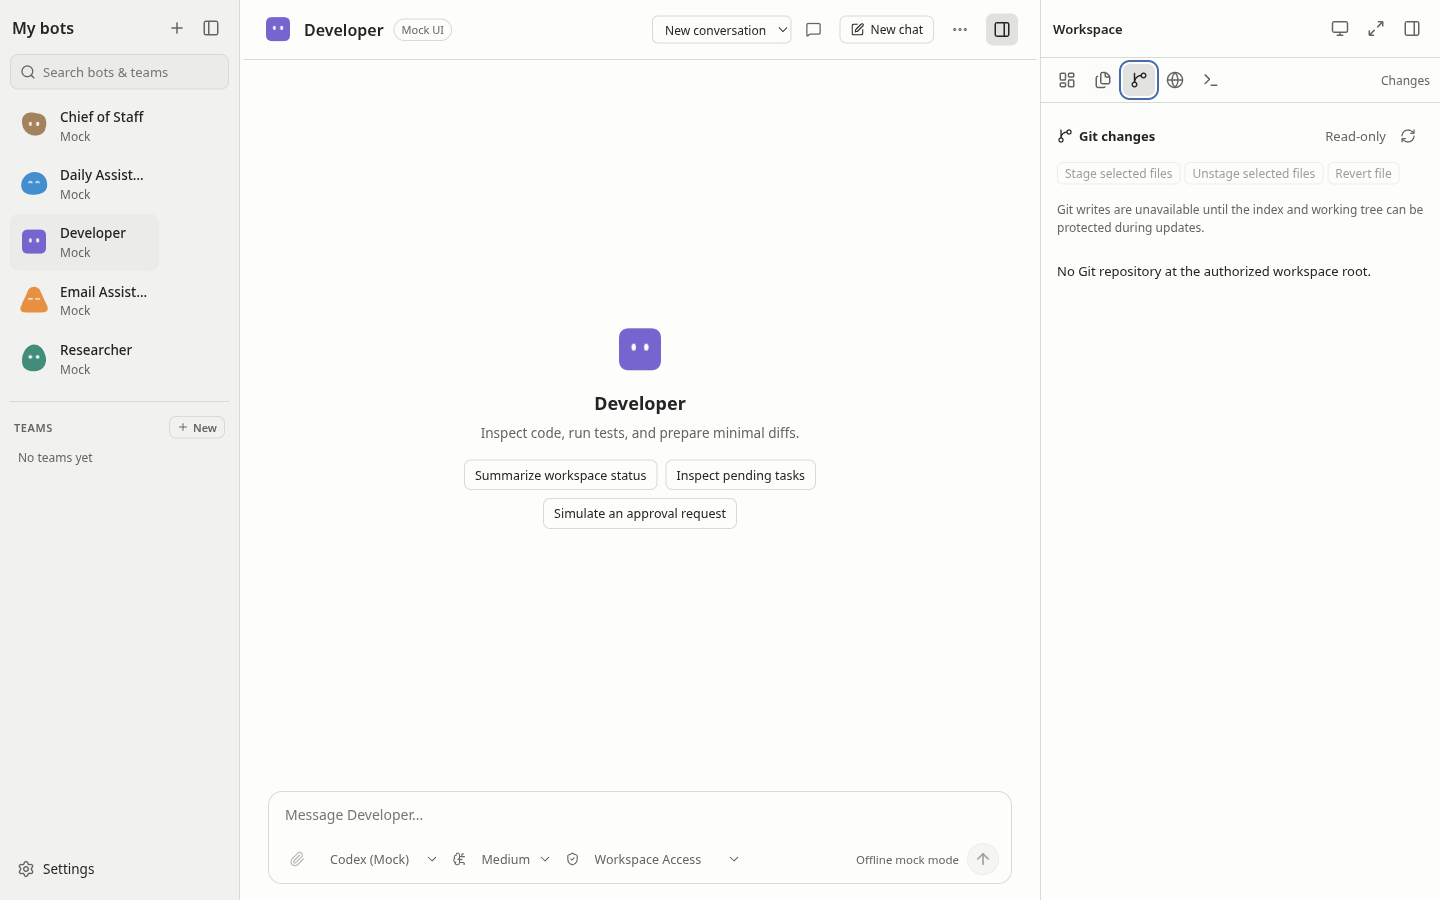 My bots
Search bots & teams
Chief of Staff
Mock
Daily Assist...
Mock
Developer
Mock
Email Assist...
Mock
Researcher
Mock
TEAMS
New
No teams yet
Settings
Developer
Mock UI
New conversation
New chat
Developer
Inspect code, run tests, and prepare minimal diffs.
Summarize workspace status
Inspect pending tasks
Simulate an approval request
Message Developer...
Codex (Mock)
Medium
Workspace Access
Offline mock mode
Workspace
Changes
Git changes
Read-only
Stage selected files
Unstage selected files
Revert file
Git writes are unavailable until the index and working tree can be
protected during updates.
No Git repository at the authorized workspace root.